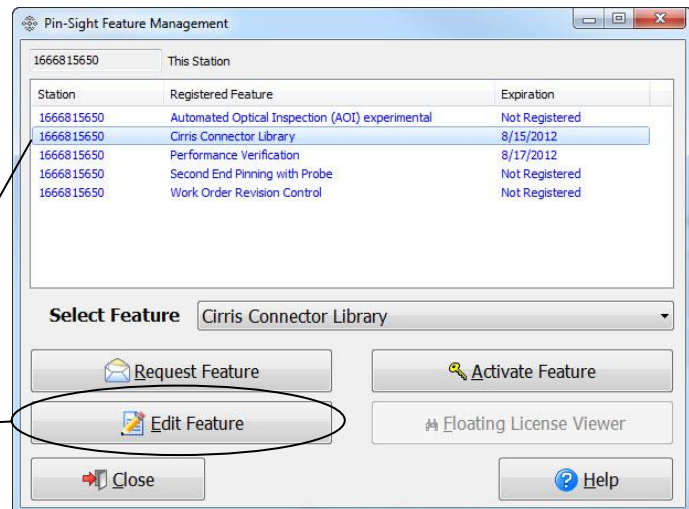 Pin-Sight Feature Management
1666815650 This Station
Station Registered Feature Expiration
1666815650 Automated Optical Inspection (AOI) experimental Not Registered
1666815650 Cirris Connector Library 8/15/2012
1666815650 Performance Verification 8/17/2012
1666815650 Second End Pinning with Probe Not Registered
1666815650 Work Order Revision Control Not Registered
Select Feature Cirris Connector Library
Request Feature Activate Feature
Edit Feature Floating License Viewer
Close Help